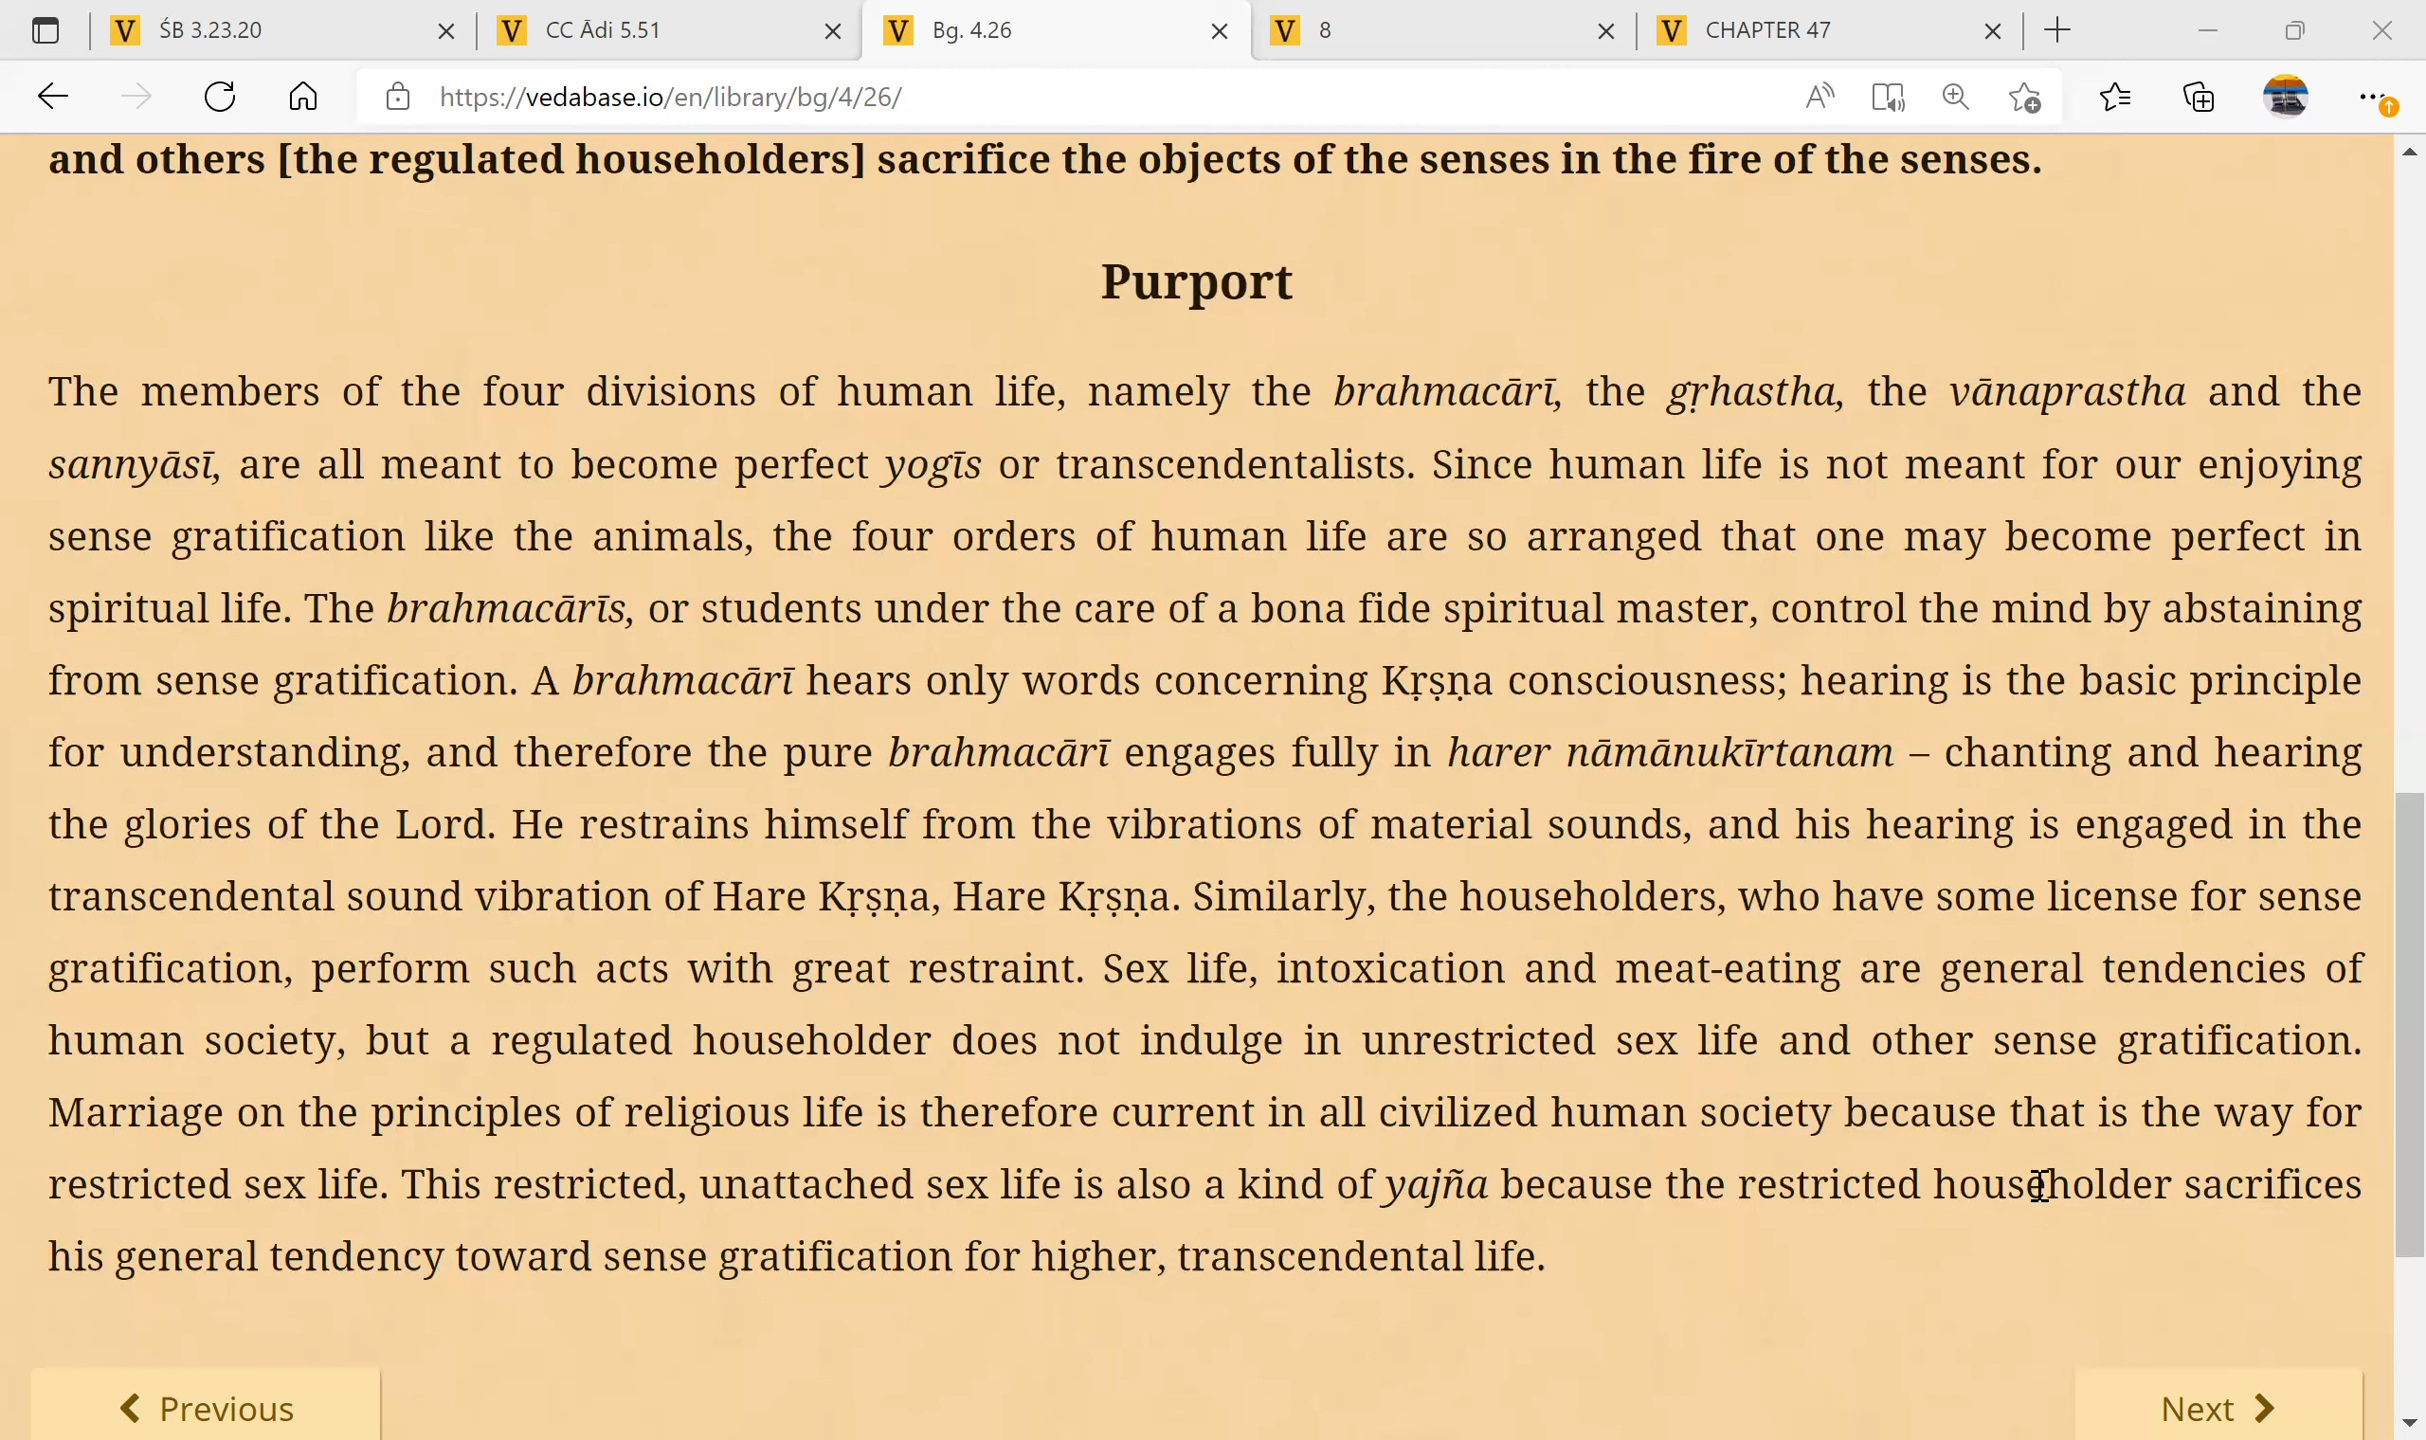 ŚB 3.23.20 CC Ādi 5.51 Bg. 4.26 8 CHAPTER 47
https://vedabase.io/en/library/bg/4/26/
and others [the regulated householders] sacrifice the objects of the senses in the fire of the senses.
Purport
The members of the four divisions of human life, namely the brahmacārī, the gṛhastha, the vānaprastha and the
sannyāsī, are all meant to become perfect yogīs or transcendentalists. Since human life is not meant for our enjoying
sense gratification like the animals, the four orders of human life are so arranged that one may become perfect in
spiritual life. The brahmacārīs, or students under the care of a bona fide spiritual master, control the mind by abstaining
from sense gratification. A brahmacārī hears only words concerning Kṛṣṇa consciousness; hearing is the basic principle
for understanding, and therefore the pure brahmacārī engages fully in harer nāmānukīrtanam – chanting and hearing
the glories of the Lord. He restrains himself from the vibrations of material sounds, and his hearing is engaged in the
transcendental sound vibration of Hare Kṛṣṇa, Hare Kṛṣṇa. Similarly, the householders, who have some license for sense
gratification, perform such acts with great restraint. Sex life, intoxication and meat-eating are general tendencies of
human society, but a regulated householder does not indulge in unrestricted sex life and other sense gratification.
Marriage on the principles of religious life is therefore current in all civilized human society because that is the way for
restricted sex life. This restricted, unattached sex life is also a kind of yajña because the restricted householder sacrifices
his general tendency toward sense gratification for higher, transcendental life.
Previous Next